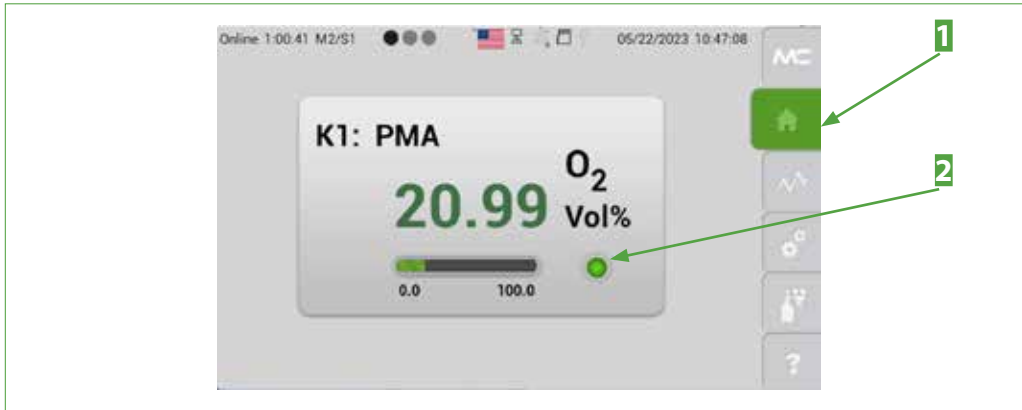 Online 1:00.41 M2/S1 05/22/2023 10:47:08
MC
1
K1: PMA
O2
20.99 Vol%
2
0.0 100.0
?